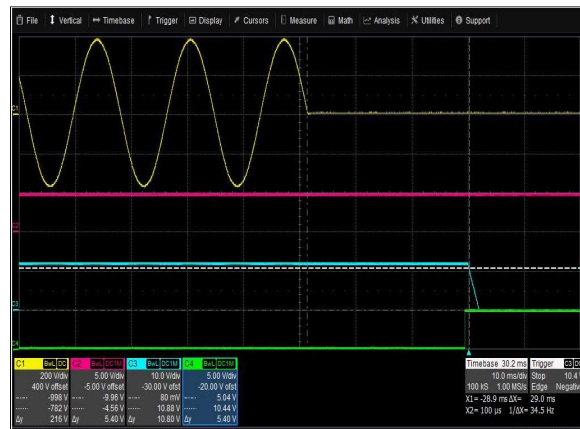 File Vertical Timebase Trigger Display Cursors Measure Math Analysis Utilities Support
C1
C2
C3
C4
C1 BwL DC
200 V/div
400 V offset
-998 V
-782 V
Δy 216 V
C2 BwL DC1M
5.00 V/div
-5.00 V offset
-9.96 V
-4.56 V
Δy 5.40 V
C3 BwL DC1M
10.0 V/div
-30.00 V ofst
80 mV
10.88 V
Δy 10.80 V
C4 BwL DC1M
5.00 V/div
-20.00 V ofst
5.04 V
10.44 V
Δy 5.40 V
Timebase 30.2 ms
10.0 ms/div
100 kS 1.00 MS/s
Trigger C3 DC
Stop 10.4 V
Edge Negative
X1= -28.9 ms ΔX= 29.0 ms
X2= 100 µs 1/ΔX= 34.5 Hz